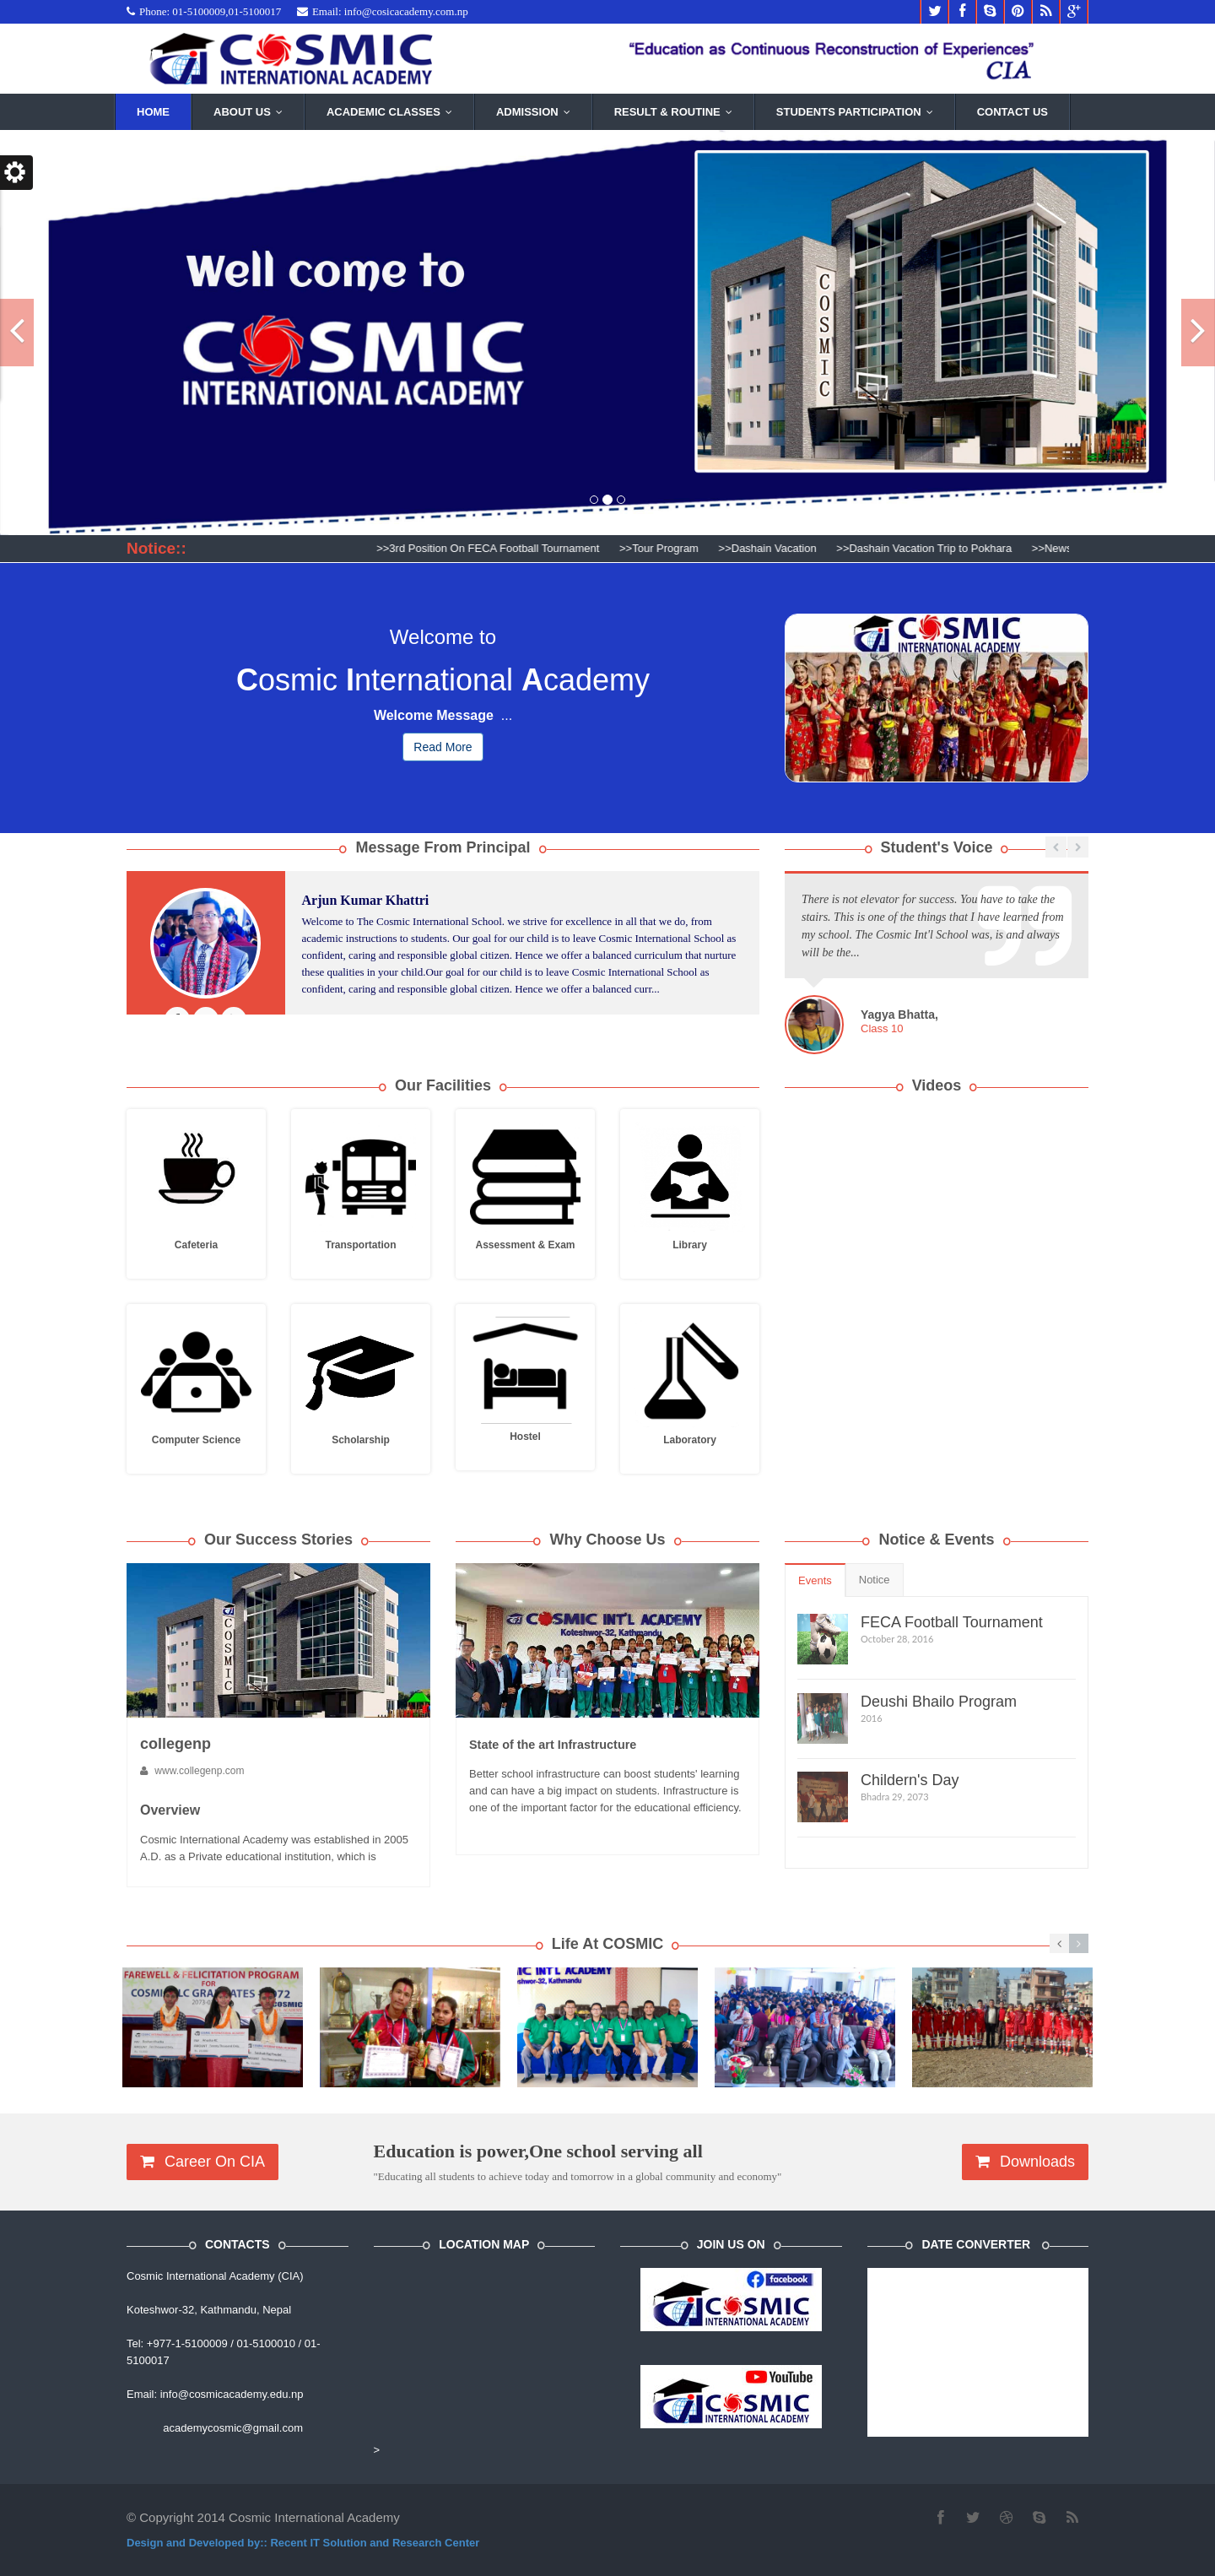 Phone: 01-5100009,01-5100017 Email: info@cosicacademy.com.np
COSMIC
INTERNATIONAL ACADEMY
“Education as Continuous Reconstruction of Experiences”
CIA
HOME ABOUT US ACADEMIC CLASSES ADMISSION RESULT & ROUTINE STUDENTS PARTICIPATION CONTACT US
Well come to
COSMIC
INTERNATIONAL ACADEMY
COSMIC
Notice:: >>3rd Position On FECA Football Tournament >>Tour Program >>Dashain Vacation >>Dashain Vacation Trip to Pokhara >>News
Welcome to
Cosmic International Academy
Welcome Message ...
Read More
COSMIC
INTERNATIONAL ACADEMY
Message From Principal
Arjun Kumar Khattri
Welcome to The Cosmic International School. we strive for excellence in all that we do, from
academic instructions to students. Our goal for our child is to leave Cosmic International School as
confident, caring and responsible global citizen. Hence we offer a balanced curriculum that nurture
these qualities in your child.Our goal for our child is to leave Cosmic International School as
confident, caring and responsible global citizen. Hence we offer a balanced curr...
Student's Voice
There is not elevator for success. You have to take the
stairs. This is one of the things that I have learned from
my school. The Cosmic Int'l School was, is and always
will be the...
Yagya Bhatta,
Class 10
Our Facilities
Cafeteria
Transportation
Assessment & Exam
Library
Computer Science
Scholarship
Hostel
Laboratory
Videos
Our Success Stories
COSMIC
collegenp
www.collegenp.com
Overview
Cosmic International Academy was established in 2005
A.D. as a Private educational institution, which is
Why Choose Us
COSMIC INT'L ACADEMY
Koteshwor-32, Kathmandu
State of the art Infrastructure
Better school infrastructure can boost students' learning
and can have a big impact on students. Infrastructure is
one of the important factor for the educational efficiency.
Notice & Events
Events Notice
FECA Football Tournament
October 28, 2016
Deushi Bhailo Program
2016
Childern's Day
Bhadra 29, 2073
Life At COSMIC
FAREWELL & FELICITATION PROGRAM
FOR
INT'L ACADEMY
shwor-32, Kathmandu
Career On CIA
Education is power,One school serving all
"Educating all students to achieve today and tomorrow in a global community and economy"
Downloads
CONTACTS
Cosmic International Academy (CIA)
Koteshwor-32, Kathmandu, Nepal
Tel: +977-1-5100009 / 01-5100010 / 01-
5100017
Email: info@cosmicacademy.edu.np
academycosmic@gmail.com
LOCATION MAP
>
JOIN US ON
facebook
COSMIC
INTERNATIONAL ACADEMY
YouTube
COSMIC
INTERNATIONAL ACADEMY
DATE CONVERTER
© Copyright 2014 Cosmic International Academy
Design and Developed by:: Recent IT Solution and Research Center